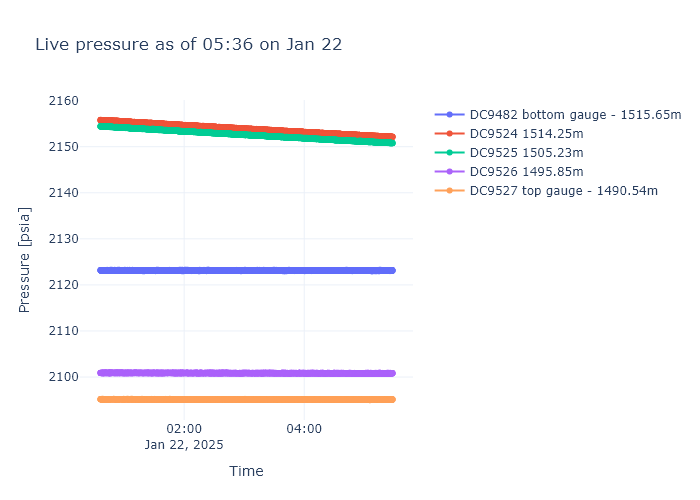 Live pressure as of 05:36 on Jan 22
2160
2150
2140
2130
2120
2110
2100
Pressure [psia]
02:00
Jan 22, 2025
04:00
Time
DC9482 bottom gauge - 1515.65m
DC9524 1514.25m
DC9525 1505.23m
DC9526 1495.85m
DC9527 top gauge - 1490.54m